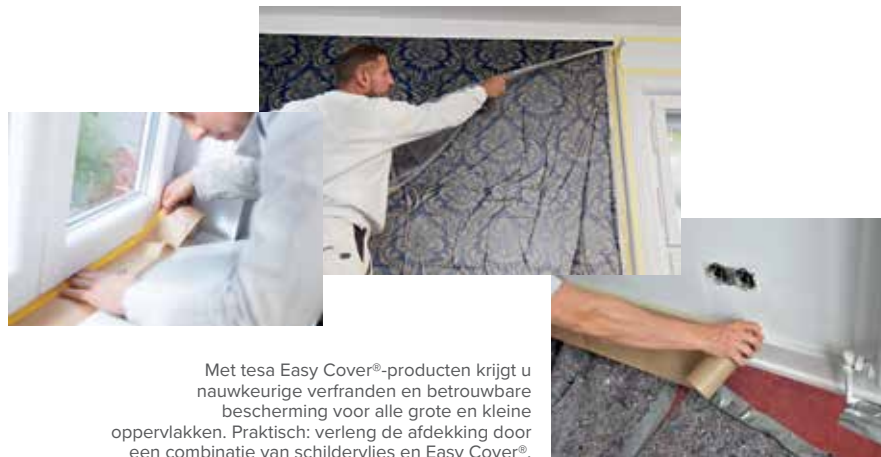 Met tesa Easy Cover®-producten krijgt u
nauwkeurige verfranden en betrouwbare
bescherming voor alle grote en kleine
oppervlakken. Praktisch: verleng de afdekking door
een combinatie van schildervlies en Easy Cover®.